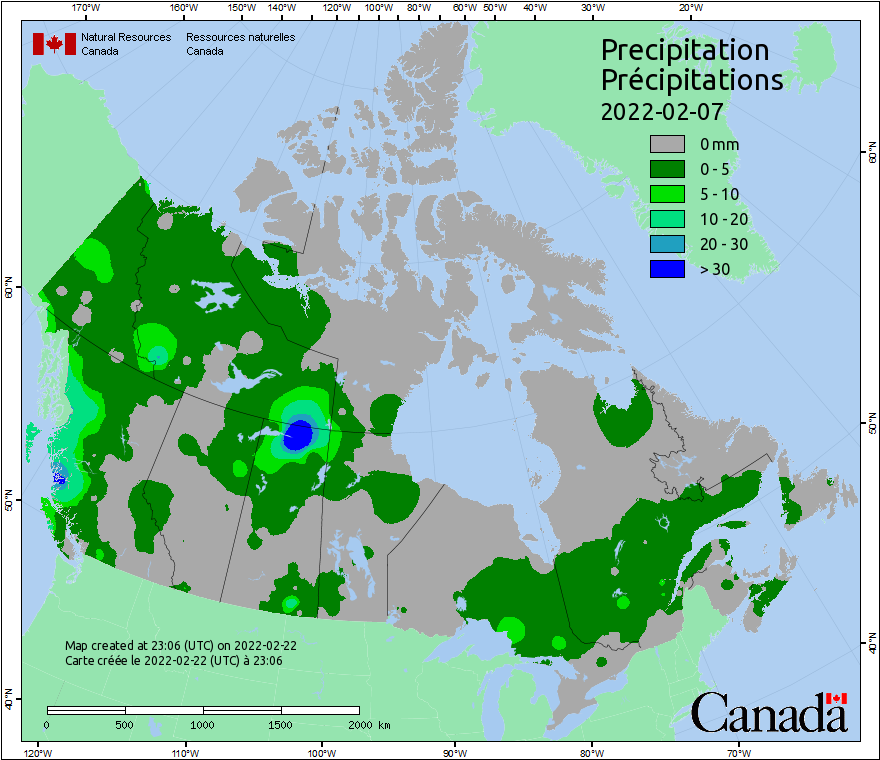 170°W 160°W 150°W 140°W 130°W 120°W 110°W 100°W 90°W 80°W 60°W 50°W 40°W 30°W 20°W
Natural Resources Ressources naturelles
Canada Canada
Precipitation
Précipitations
2022-02-07
0 mm
0 - 5
5 - 10
10 - 20
20 - 30
> 30
60°N
60°N
50°N
50°N
40°N
40°N
Map created at 23:06 (UTC) on 2022-02-22
Carte créée le 2022-02-22 (UTC) à 23:06
0 500 1000 1500 2000 km
Canada
120°W 110°W 100°W 90°W 80°W 70°W